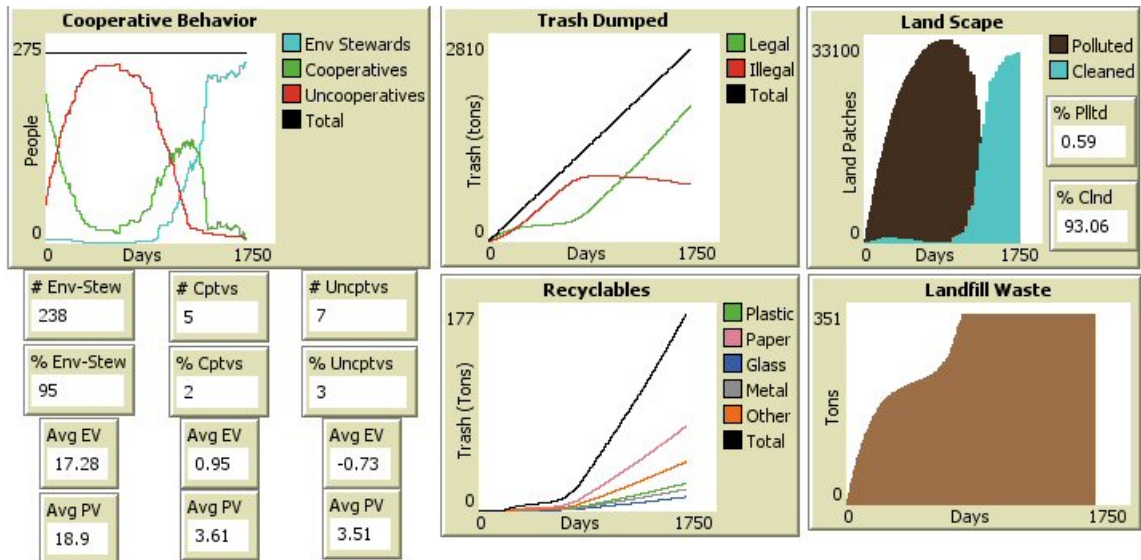 Cooperative Behavior
275
People
0
0
Days
1750
Env Stewards
Cooperatives
Uncooperatives
Total
Trash Dumped
2810
Trash (tons)
0
0
Days
1750
Legal
Illegal
Total
Land Scape
33100
Land Patches
0
0
Days
1750
Polluted
Cleaned
% Plltd
0.59
% Clnd
93.06
# Env-Stew
238
# Cptvs
5
# Uncptvs
7
% Env-Stew
95
% Cptvs
2
% Uncptvs
3
Avg EV
17.28
Avg EV
0.95
Avg EV
-0.73
Avg PV
18.9
Avg PV
3.61
Avg PV
3.51
Recyclables
177
Trash (Tons)
0
0
Days
1750
Plastic
Paper
Glass
Metal
Other
Total
Landfill Waste
351
Tons
0
0
Days
1750